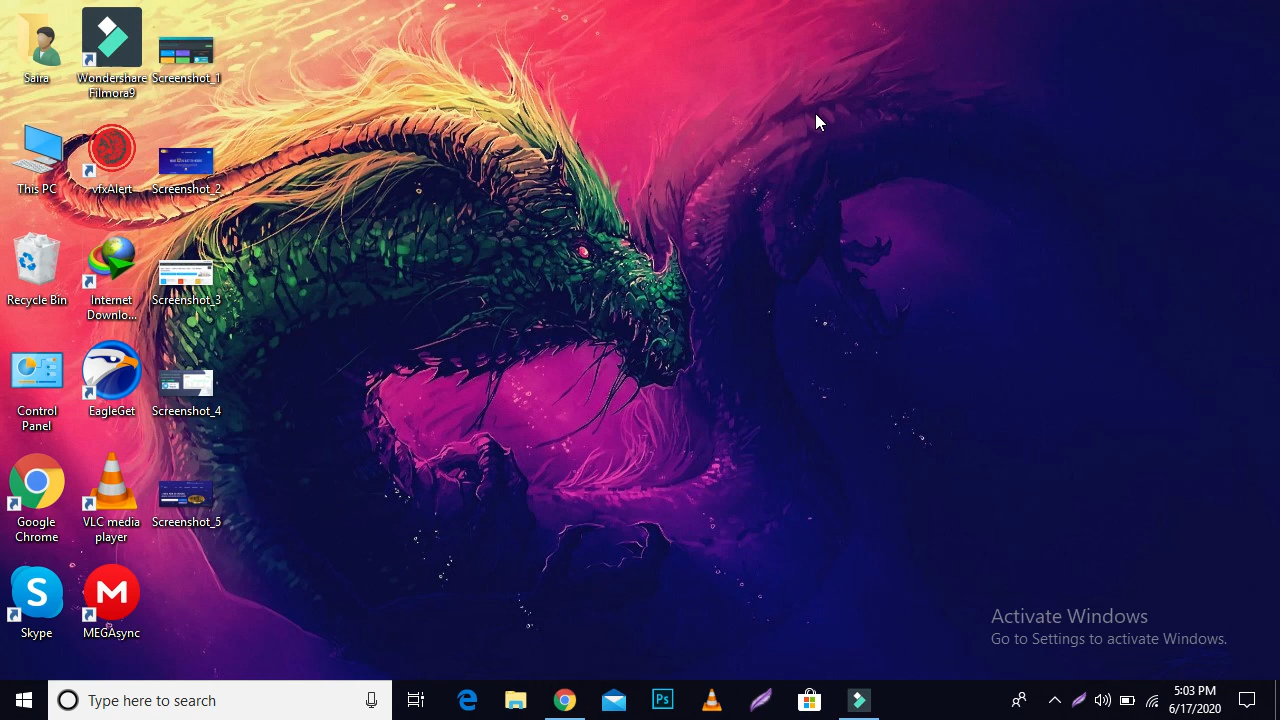 Saira
Wondershare
Filmora9
Screenshot_1
This PC
vfxAlert
Screenshot_2
Recycle Bin
Internet
Downlo...
Screenshot_3
Control
Panel
EagleGet
Screenshot_4
Google
Chrome
VLC media
player
Screenshot_5
S
Skype
M
MEGAsync
Activate Windows
Go to Settings to activate Windows.
Type here to search
Ps
5:03 PM
6/17/2020